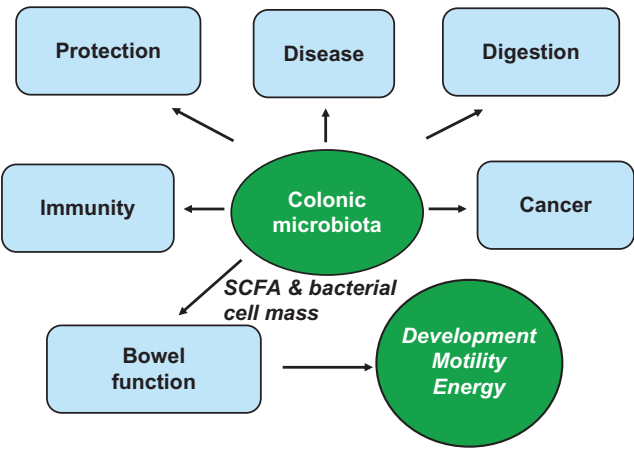 Protection
Disease
Digestion
Immunity
Colonic
microbiota
Cancer
SCFA & bacterial
cell mass
Bowel
function
Development
Motility
Energy